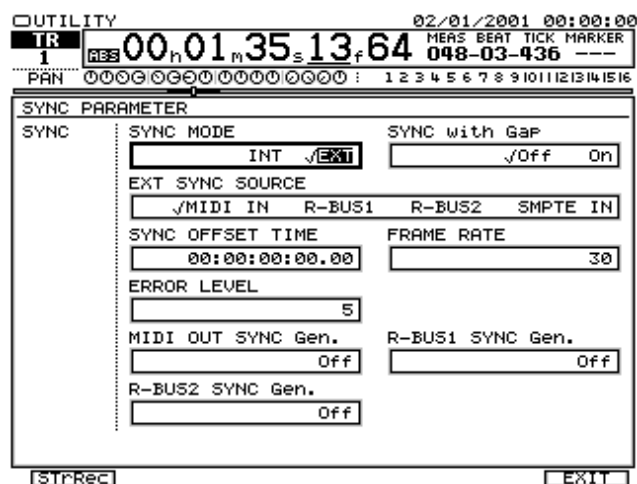 UTILITY 02/01/2001 00:00:00
TR 1 ABS 00h01m35s13f64 MEAS BEAT TICK MARKER
048-03-436 ---
PAN 1 2 3 4 5 6 7 8 9 10 11 12 13 14 15 16
SYNC PARAMETER
SYNC SYNC MODE SYNC with Gap
INT √EXT √Off On
EXT SYNC SOURCE
√MIDI IN R-BUS1 R-BUS2 SMPTE IN
SYNC OFFSET TIME FRAME RATE
00:00:00:00.00 30
ERROR LEVEL
5
MIDI OUT SYNC Gen. R-BUS1 SYNC Gen.
Off Off
R-BUS2 SYNC Gen.
Off
STrRec EXIT